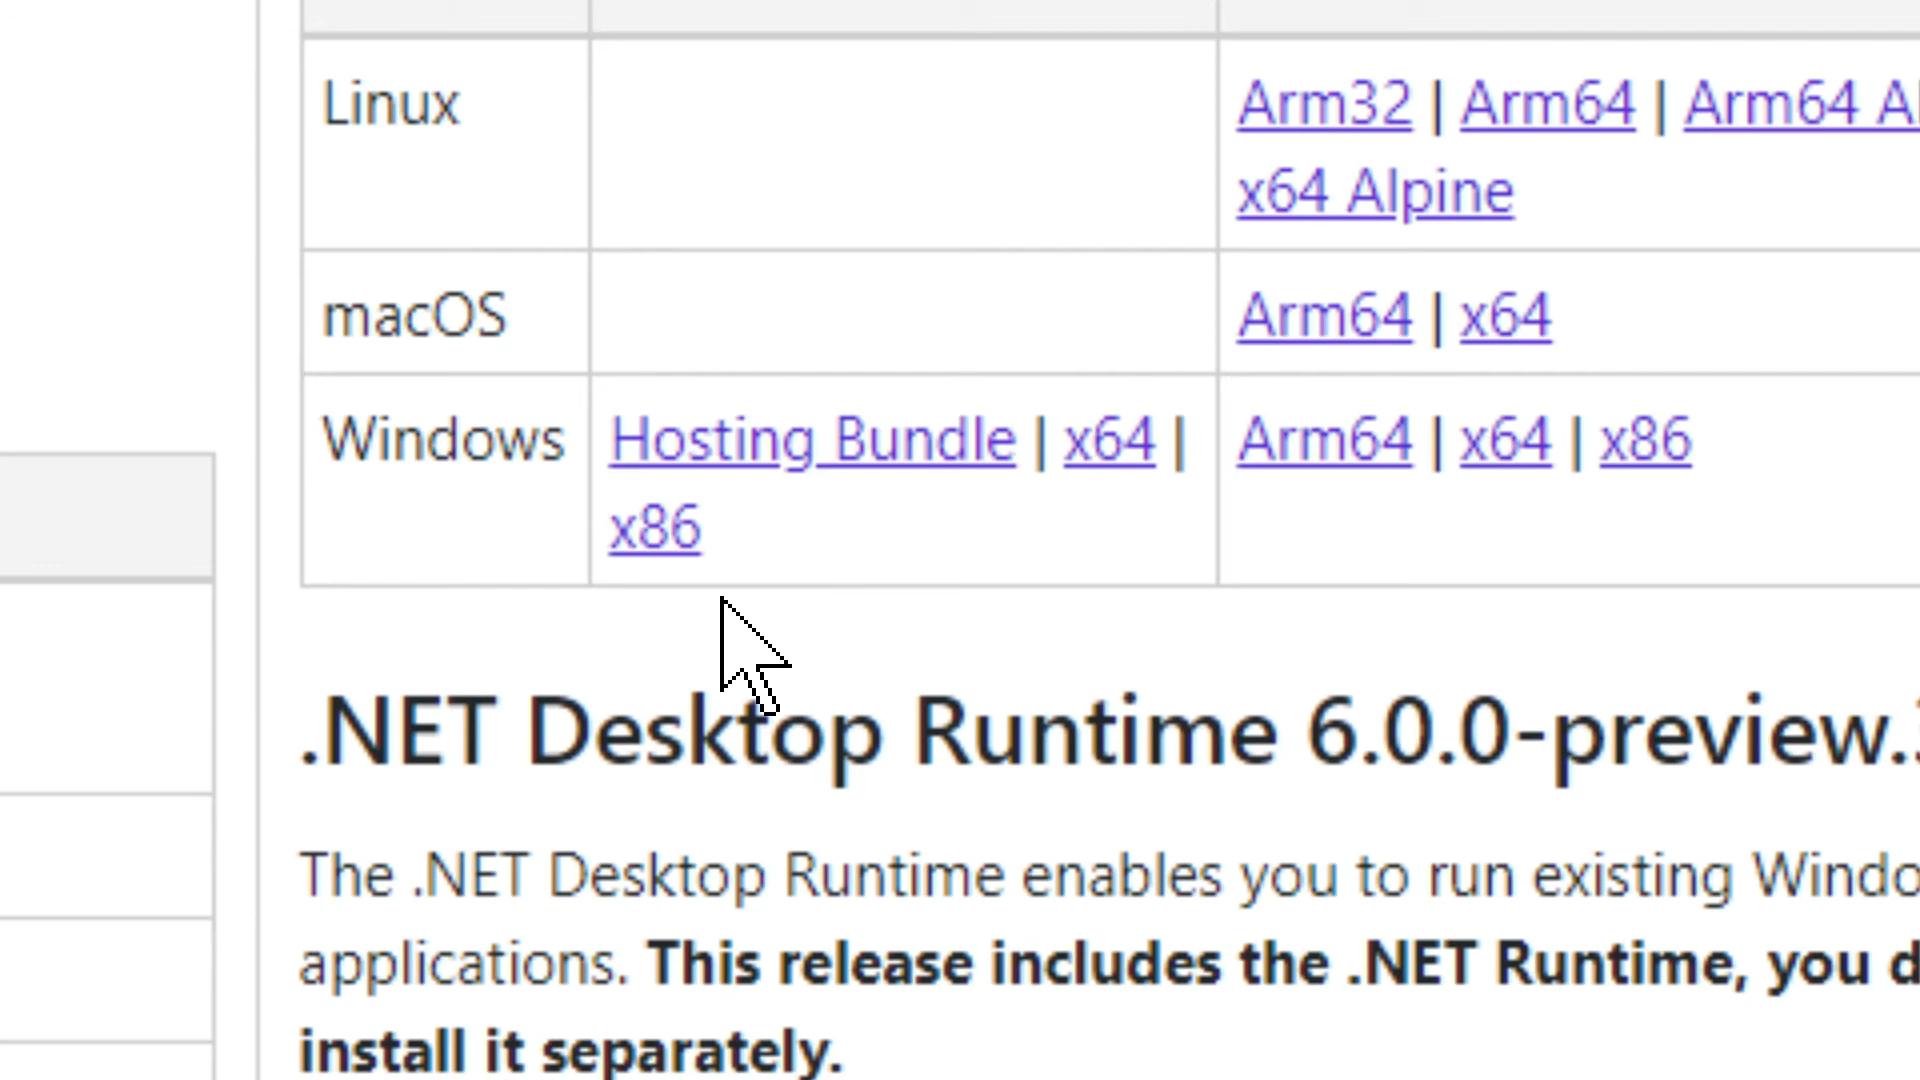 Linux
Arm32 | Arm64 | Arm64
x64 Alpine
macOS
Arm64 | x64
Windows
Hosting Bundle | x64 |
x86
Arm64 | x64 | x86
.NET Desktop Runtime 6.0.0-preview.
The .NET Desktop Runtime enables you to run existing
applications. This release includes the .NET Runtime, you
install it separately.